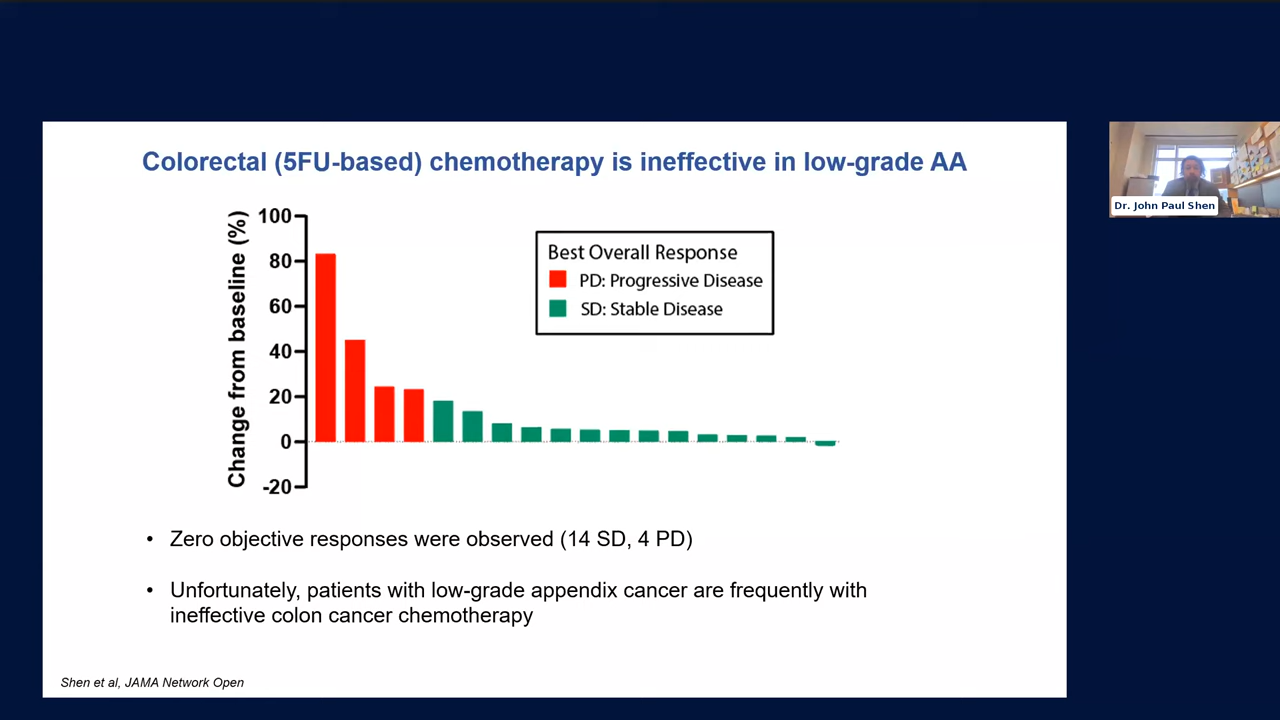 Colorectal (5FU-based) chemotherapy is ineffective in low-grade AA
Change from baseline (%)
100
80
60
40
20
0
-20
Best Overall Response
PD: Progressive Disease
SD: Stable Disease
• Zero objective responses were observed (14 SD, 4 PD)
• Unfortunately, patients with low-grade appendix cancer are frequently with
ineffective colon cancer chemotherapy
Shen et al, JAMA Network Open
Dr. John Paul Shen